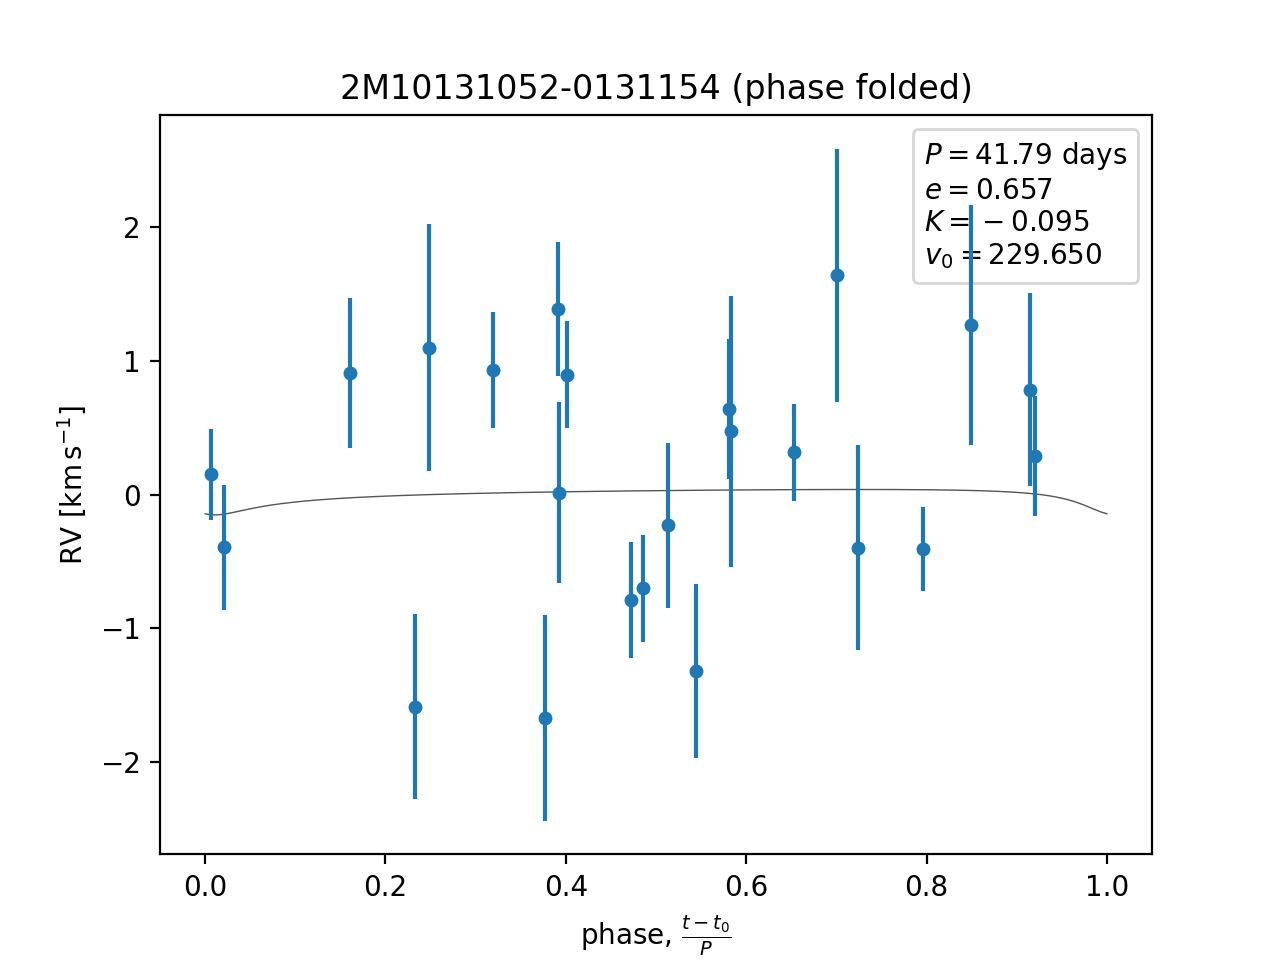 2M10131052-0131154 (phase folded)
P = 41.79 days
e = 0.657
K = −0.095
v₀ = 229.650
RV [km s⁻¹]
2
1
0
−1
−2
0.0 0.2 0.4 0.6 0.8 1.0
phase, (t − t₀)/P